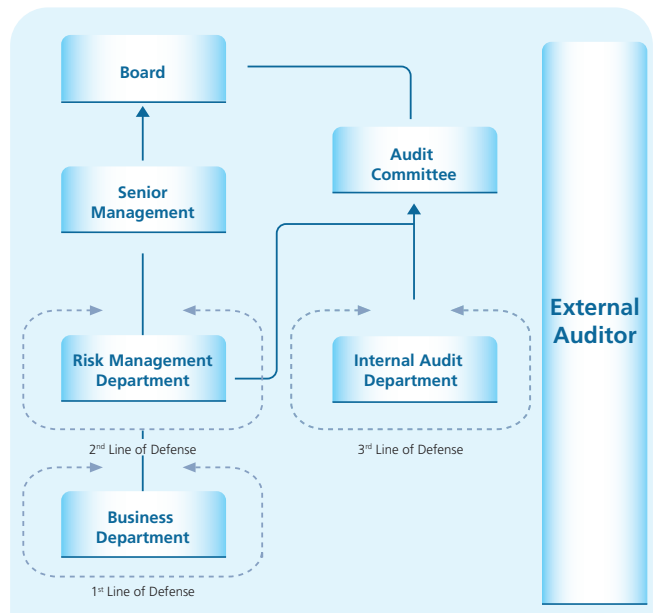 Board
Audit
Committee
Senior
Management
External
Auditor
Risk Management
Department
Internal Audit
Department
2nd Line of Defense
3rd Line of Defense
Business
Department
1st Line of Defense